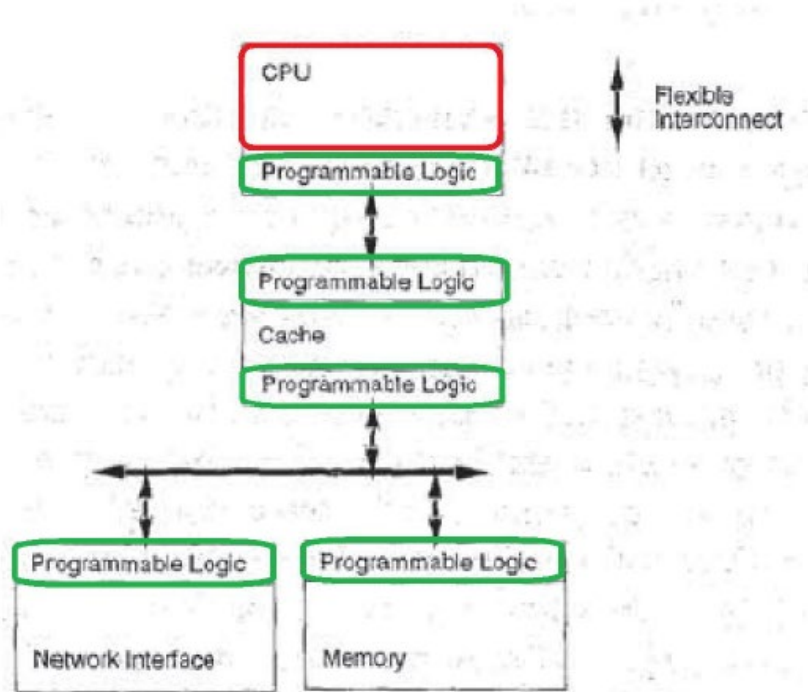 CPU
Flexible
Interconnect
Programmable Logic
Programmable Logic
Cache
Programmable Logic
Programmable Logic
Programmable Logic
Network Interface
Memory